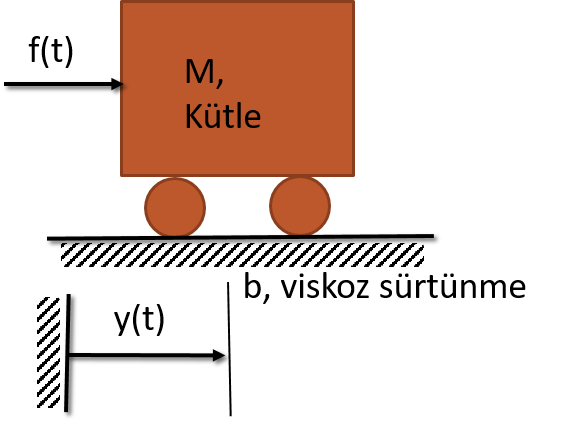 f(t)
M,
Kütle
b, viskoz sürtünme
y(t)